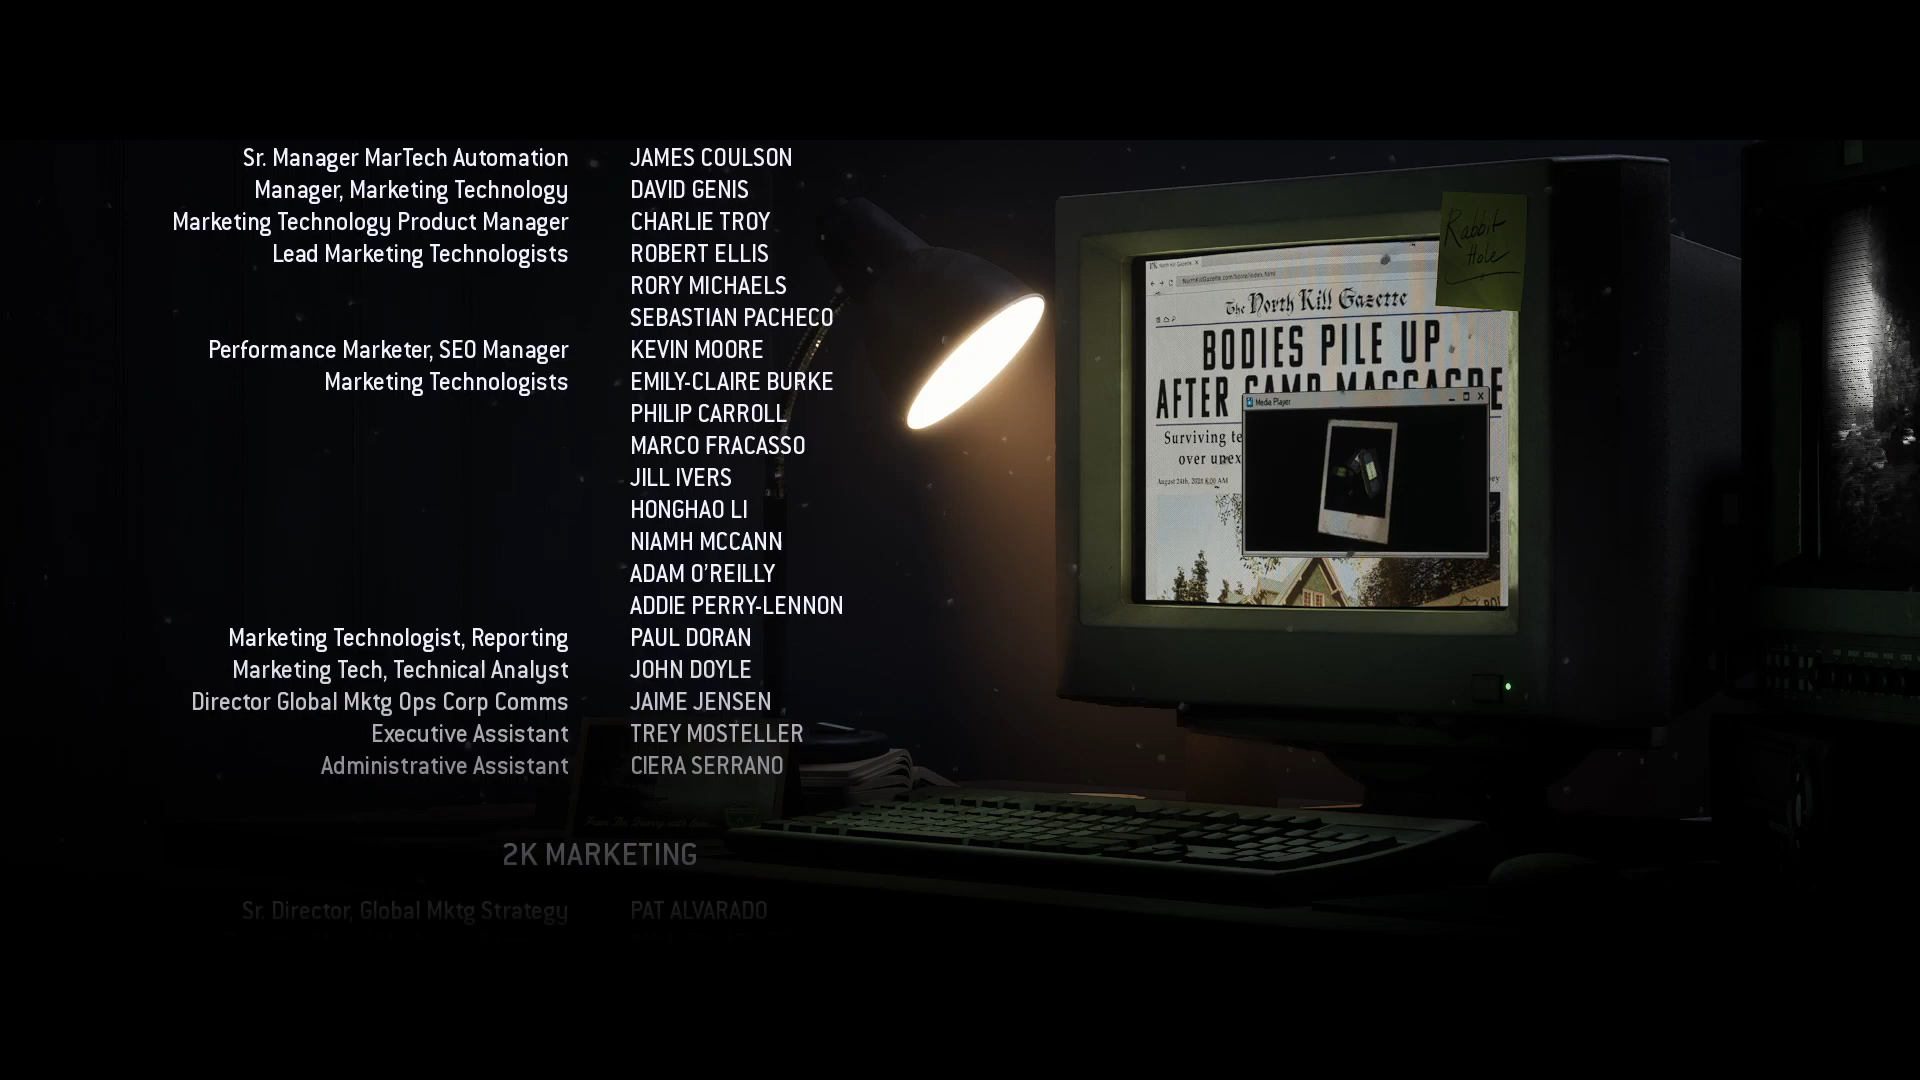 Sr. Manager MarTech Automation JAMES COULSON
Manager, Marketing Technology DAVID GENIS
Marketing Technology Product Manager CHARLIE TROY
Lead Marketing Technologists ROBERT ELLIS
RORY MICHAELS
SEBASTIAN PACHECO
Performance Marketer, SEO Manager KEVIN MOORE
Marketing Technologists EMILY-CLAIRE BURKE
PHILIP CARROLL
MARCO FRACASSO
JILL IVERS
HONGHAO LI
NIAMH MCCANN
ADAM O'REILLY
ADDIE PERRY-LENNON
Marketing Technologist, Reporting PAUL DORAN
Marketing Tech, Technical Analyst JOHN DOYLE
Director Global Mktg Ops Corp Comms JAIME JENSEN
Executive Assistant TREY MOSTELLER
Administrative Assistant CIERA SERRANO
2K MARKETING
Sr. Director, Global Mktg Strategy PAT ALVARADO
Rabbit
Hole
The North Kill Gazette
BODIES PILE UP
AFTER CAMP MASSACRE
Media Player
Surviving
over